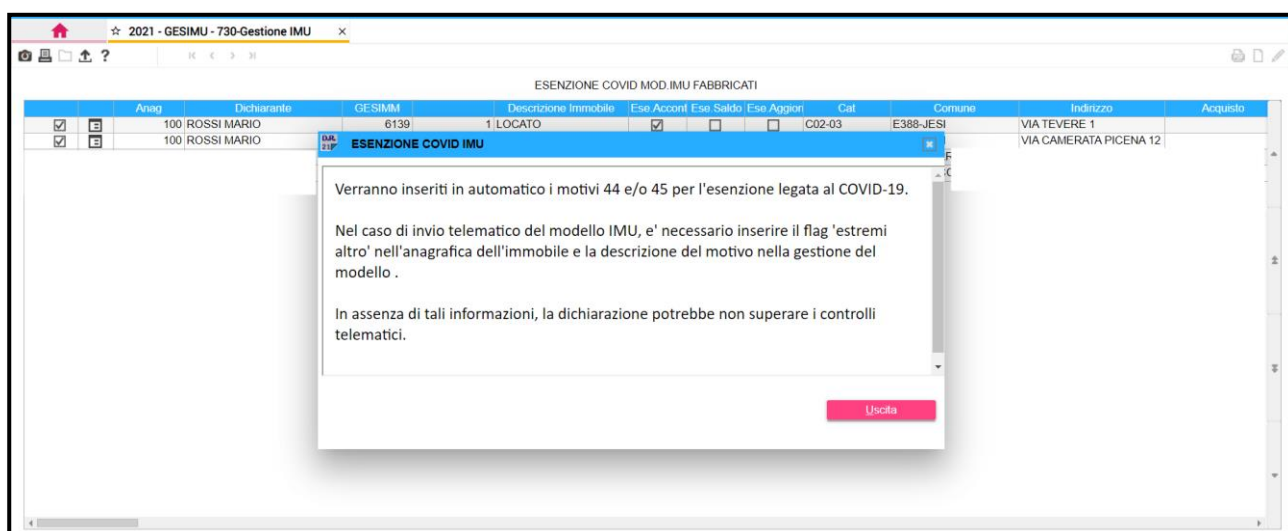 ☆ 2021 - GESIMU - 730-Gestione IMU ×
ESENZIONE COVID MOD.IMU FABBRICATI
Anag Dichiarante GESIMM Descrizione Immobile Ese.Accont Ese.Saldo Ese.Aggior Cat Comune Indirizzo Acquisto
100 ROSSI MARIO 6139 1 LOCATO C02-03 E388-JESI VIA TEVERE 1
100 ROSSI MARIO VIA CAMERATA PICENA 12
ESENZIONE COVID IMU
Verranno inseriti in automatico i motivi 44 e/o 45 per l'esenzione legata al COVID-19.
Nel caso di invio telematico del modello IMU, e' necessario inserire il flag 'estremi
altro' nell'anagrafica dell'immobile e la descrizione del motivo nella gestione del
modello .
In assenza di tali informazioni, la dichiarazione potrebbe non superare i controlli
telematici.
Uscita